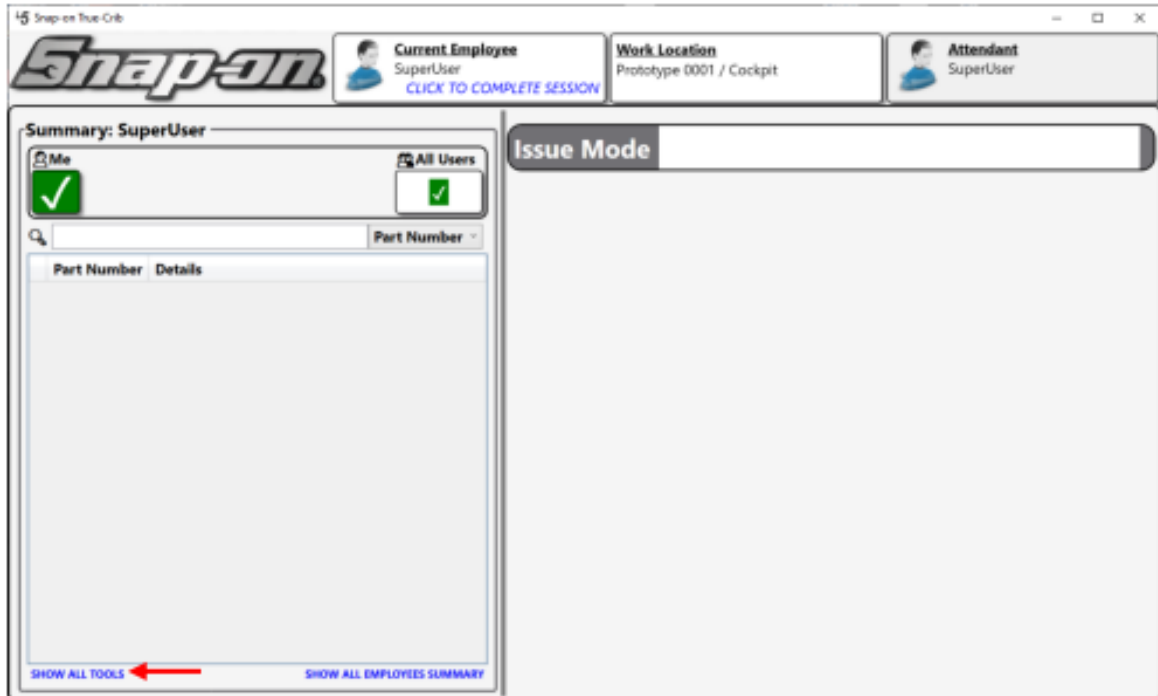 Snap-on True-Crib
Snap-on
Current Employee
SuperUser
CLICK TO COMPLETE SESSION
Work Location
Prototype 0001 / Cockpit
Attendant
SuperUser
Summary: SuperUser
Me
All Users
Issue Mode
Part Number
Part Number Details
SHOW ALL TOOLS
SHOW ALL EMPLOYEES SUMMARY